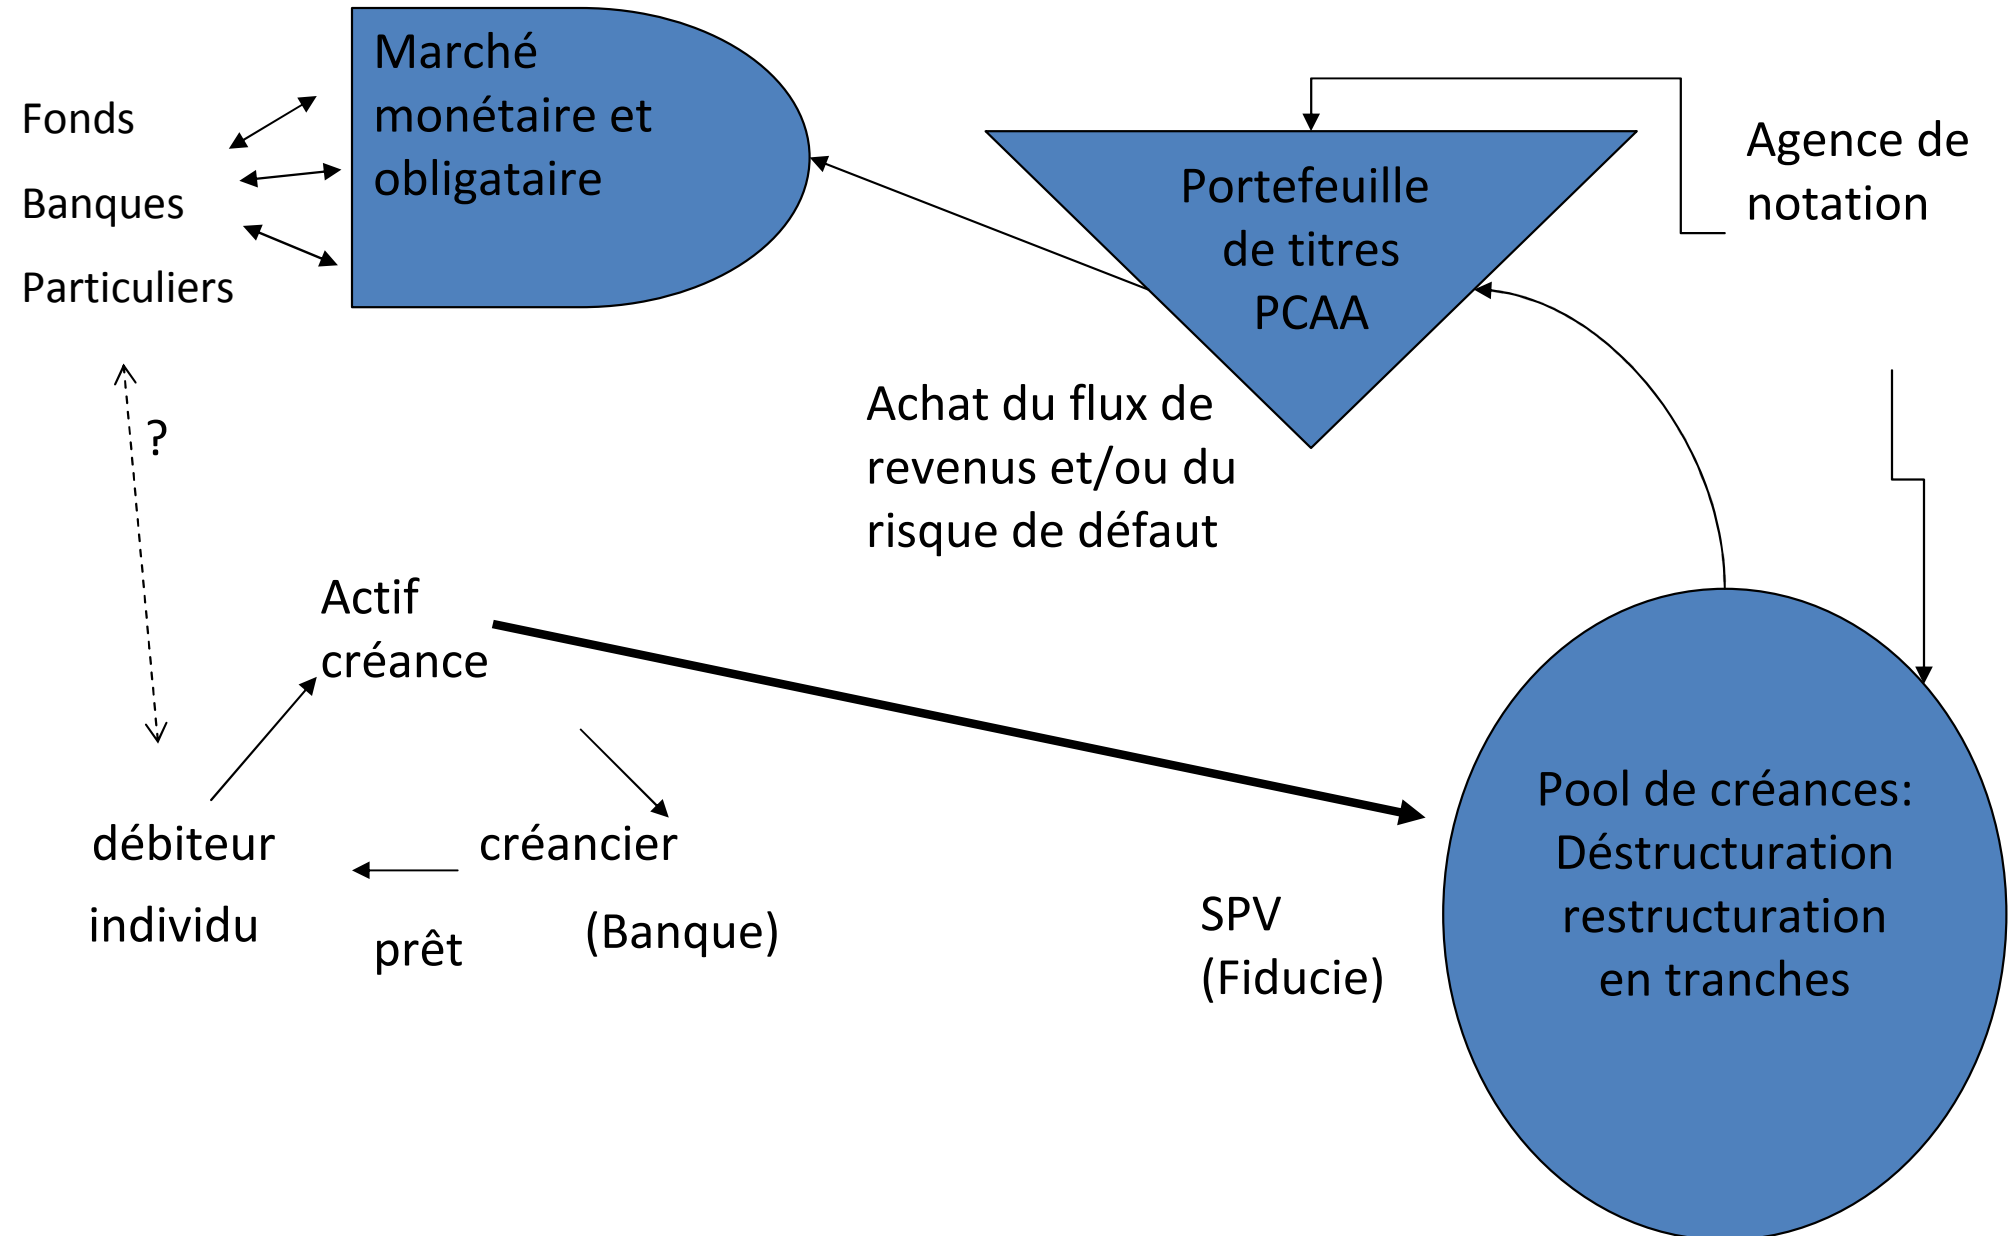 Marché
monétaire et
obligataire
Fonds
Banques
Particuliers
Portefeuille
de titres
PCAA
Agence de
notation
?
Achat du flux de
revenus et/ou du
risque de défaut
Actif
créance
débiteur
individu
prêt
créancier
(Banque)
SPV
(Fiducie)
Pool de créances:
Déstructuration
restructuration
en tranches